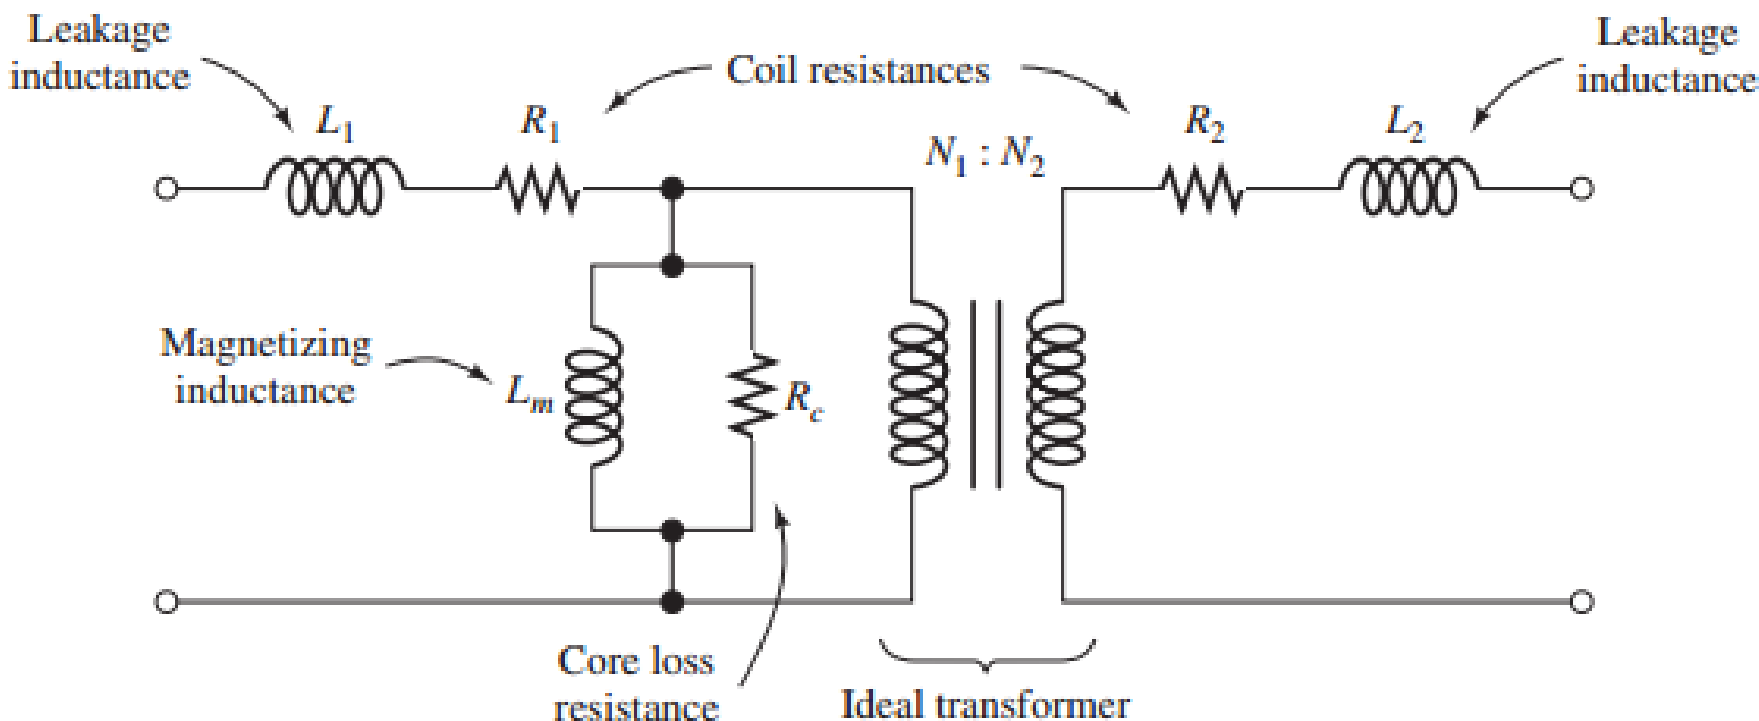 Leakage
inductance
Coil resistances
Leakage
inductance
L₁
R₁
N₁ : N₂
R₂
L₂
Magnetizing
inductance
Lₘ
R_c
Core loss
resistance
Ideal transformer